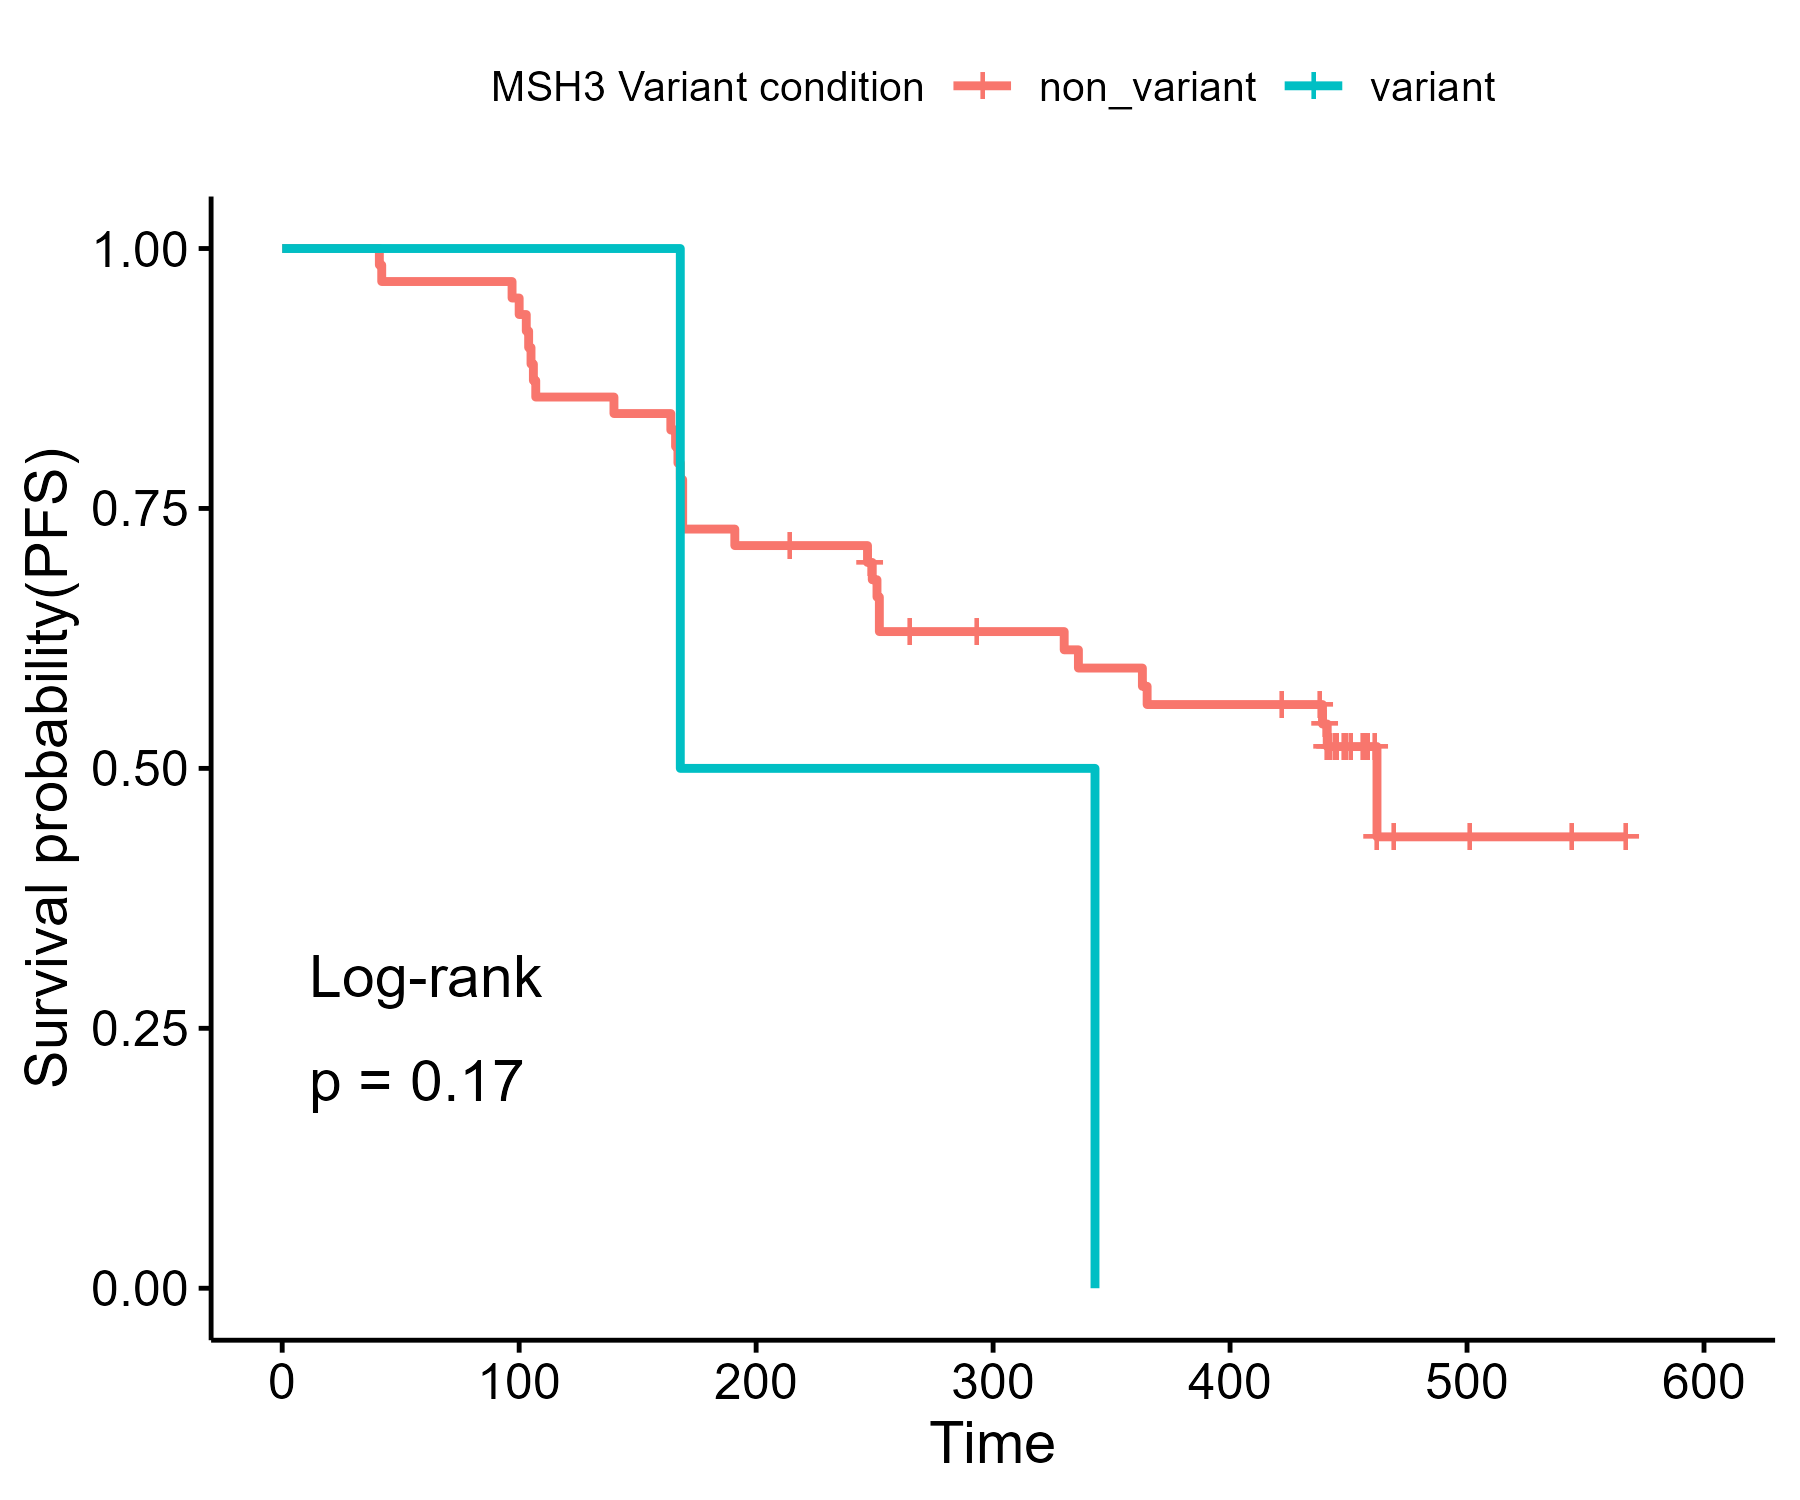 MSH3 Variant condition non_variant variant
1.00
0.75
0.50
0.25
0.00
Survival probability(PFS)
Log-rank
p = 0.17
0 100 200 300 400 500 600
Time